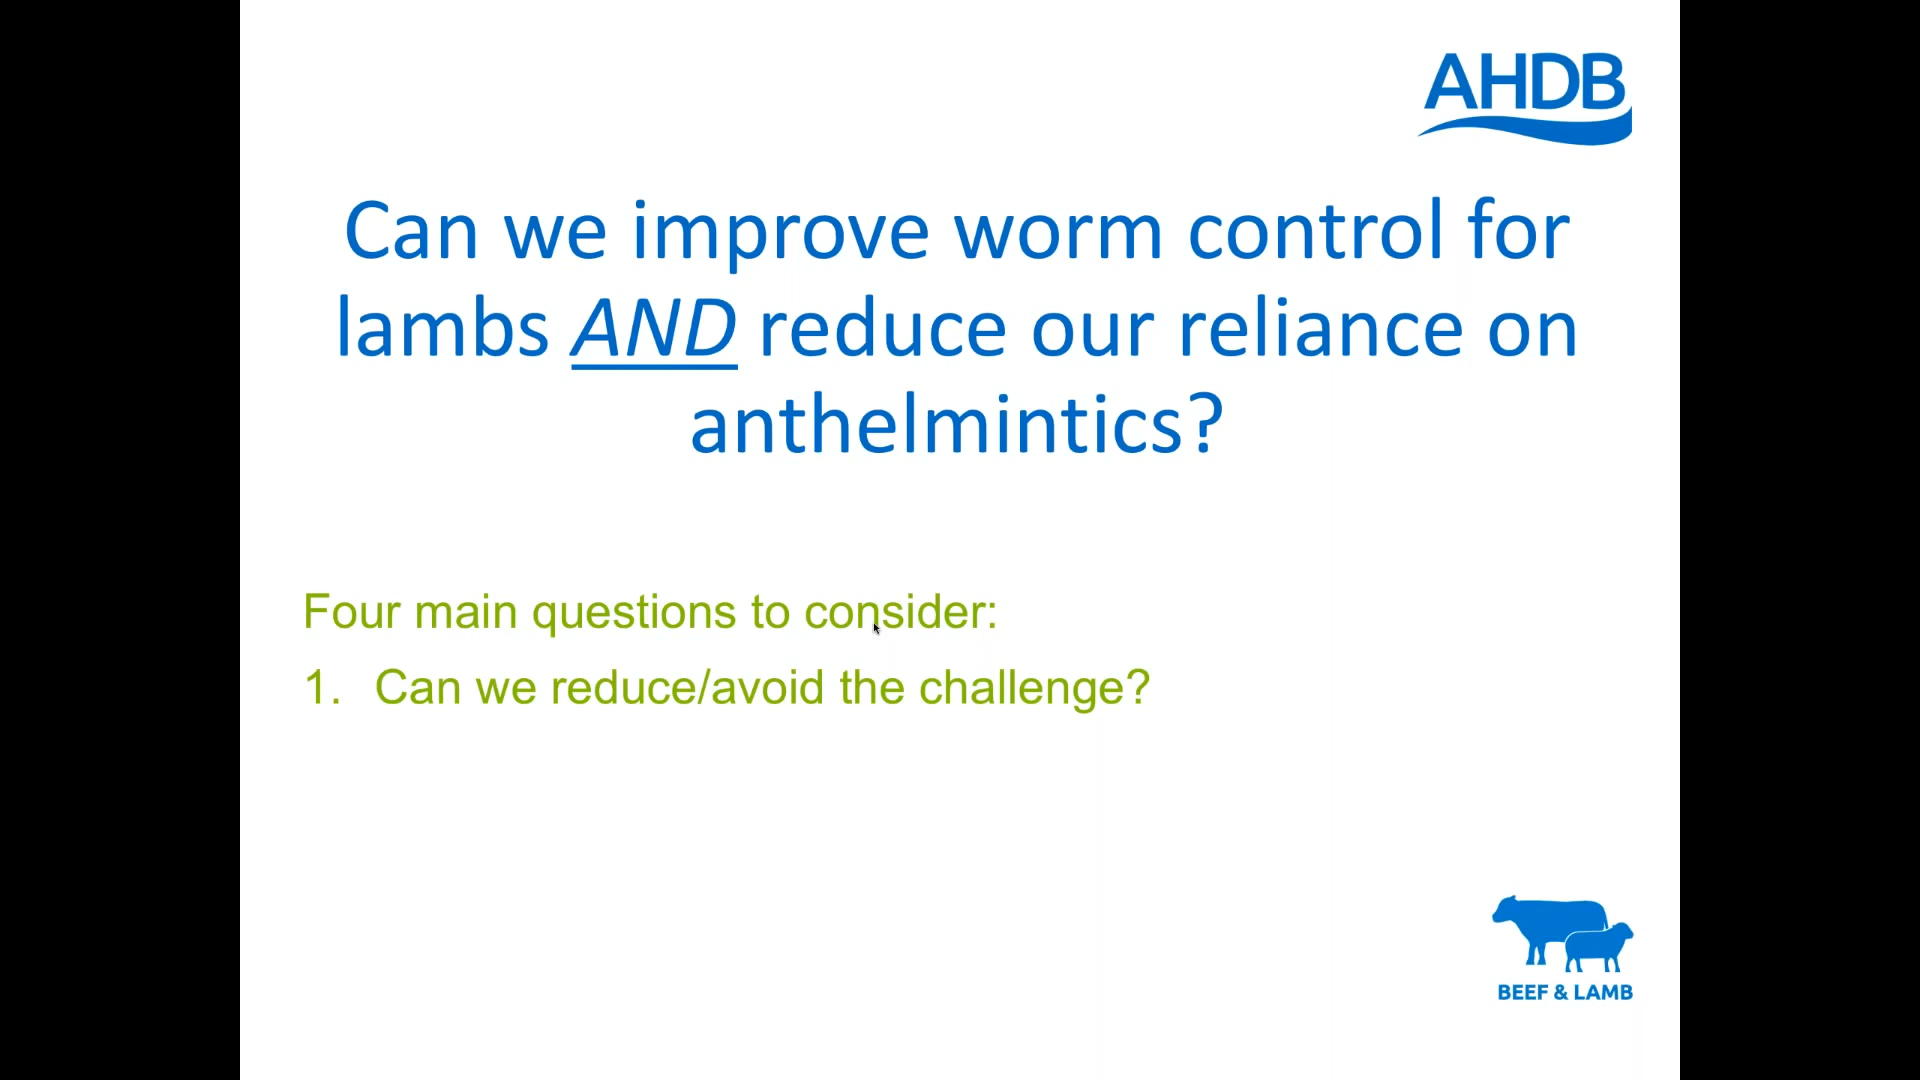 AHDB
Can we improve worm control for
lambs AND reduce our reliance on
anthelmintics?
Four main questions to consider:
1. Can we reduce/avoid the challenge?
BEEF & LAMB